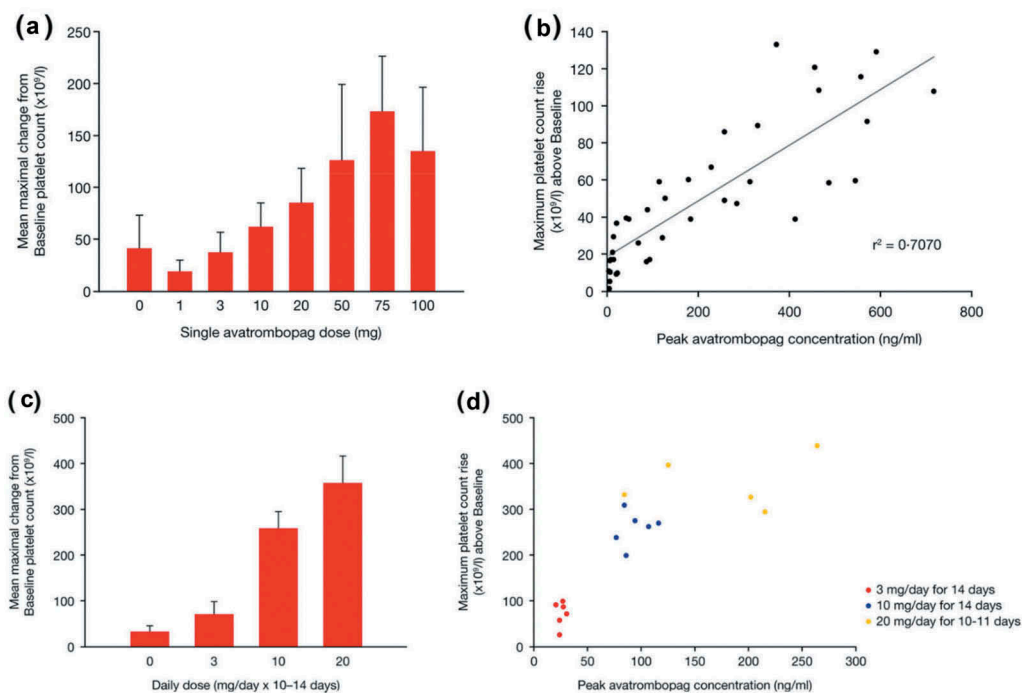 (a)
Mean maximal change from
Baseline platelet count (x10⁹/l)
250
200
150
100
50
0
0 1 3 10 20 50 75 100
Single avatrombopag dose (mg)
(b)
Maximum platelet count rise
(x10⁹/l) above Baseline
140
120
100
80
60
40
20
0
r² = 0·7070
0 200 400 600 800
Peak avatrombopag concentration (ng/ml)
(c)
Mean maximal change from
Baseline platelet count (x10⁹/l)
500
400
300
200
100
0
0 3 10 20
Daily dose (mg/day x 10–14 days)
(d)
Maximum platelet count rise
(x10⁹/l) above Baseline
500
400
300
200
100
0
3 mg/day for 14 days
10 mg/day for 14 days
20 mg/day for 10-11 days
0 50 100 150 200 250 300
Peak avatrombopag concentration (ng/ml)